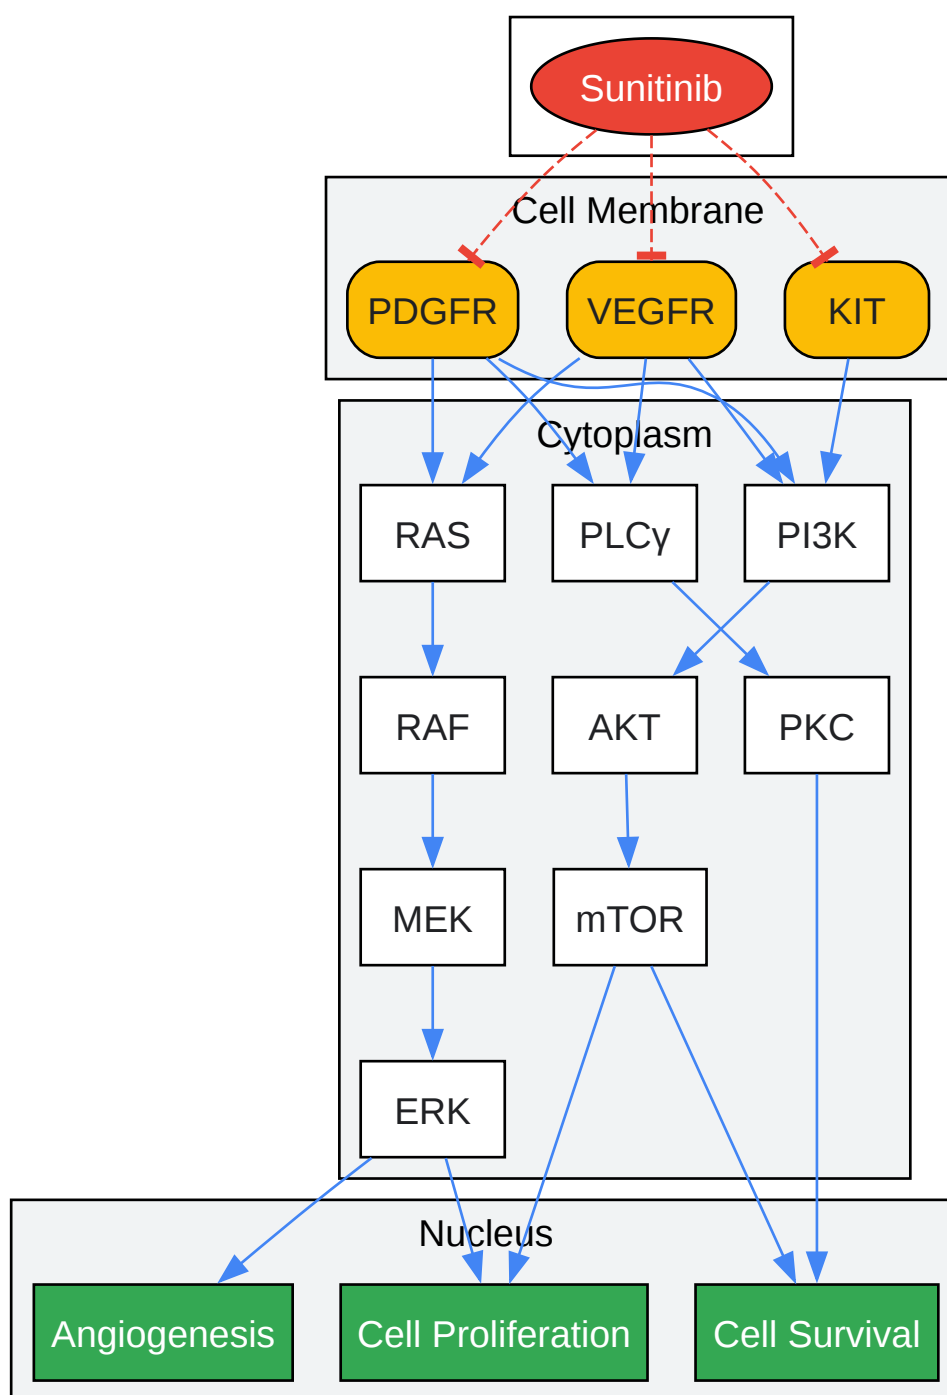 Sunitinib
Cell Membrane
PDGFR
VEGFR
KIT
Cytoplasm
RAS
PLCγ
PI3K
RAF
AKT
PKC
MEK
mTOR
ERK
Nucleus
Angiogenesis
Cell Proliferation
Cell Survival